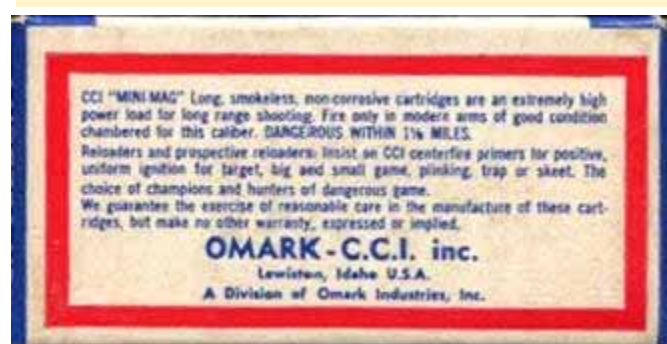 CCI "MINI-MAG" Long, smokeless, non-corrosive cartridges are an extremely high
power load for long range shooting. Fire only in modern arms of good condition
chambered for this caliber. DANGEROUS WITHIN 1¼ MILES.
Reloaders and prospective reloaders: Insist on CCI centerfire primers for positive,
uniform ignition for target, big and small game, plinking, trap or skeet. The
choice of champions and hunters of dangerous game.
We guarantee the exercise of reasonable care in the manufacture of these cart-
ridges, but make no other warranty, expressed or implied.
OMARK-C.C.I. inc.
Lewiston, Idaho U.S.A.
A Division of Omark Industries, Inc.